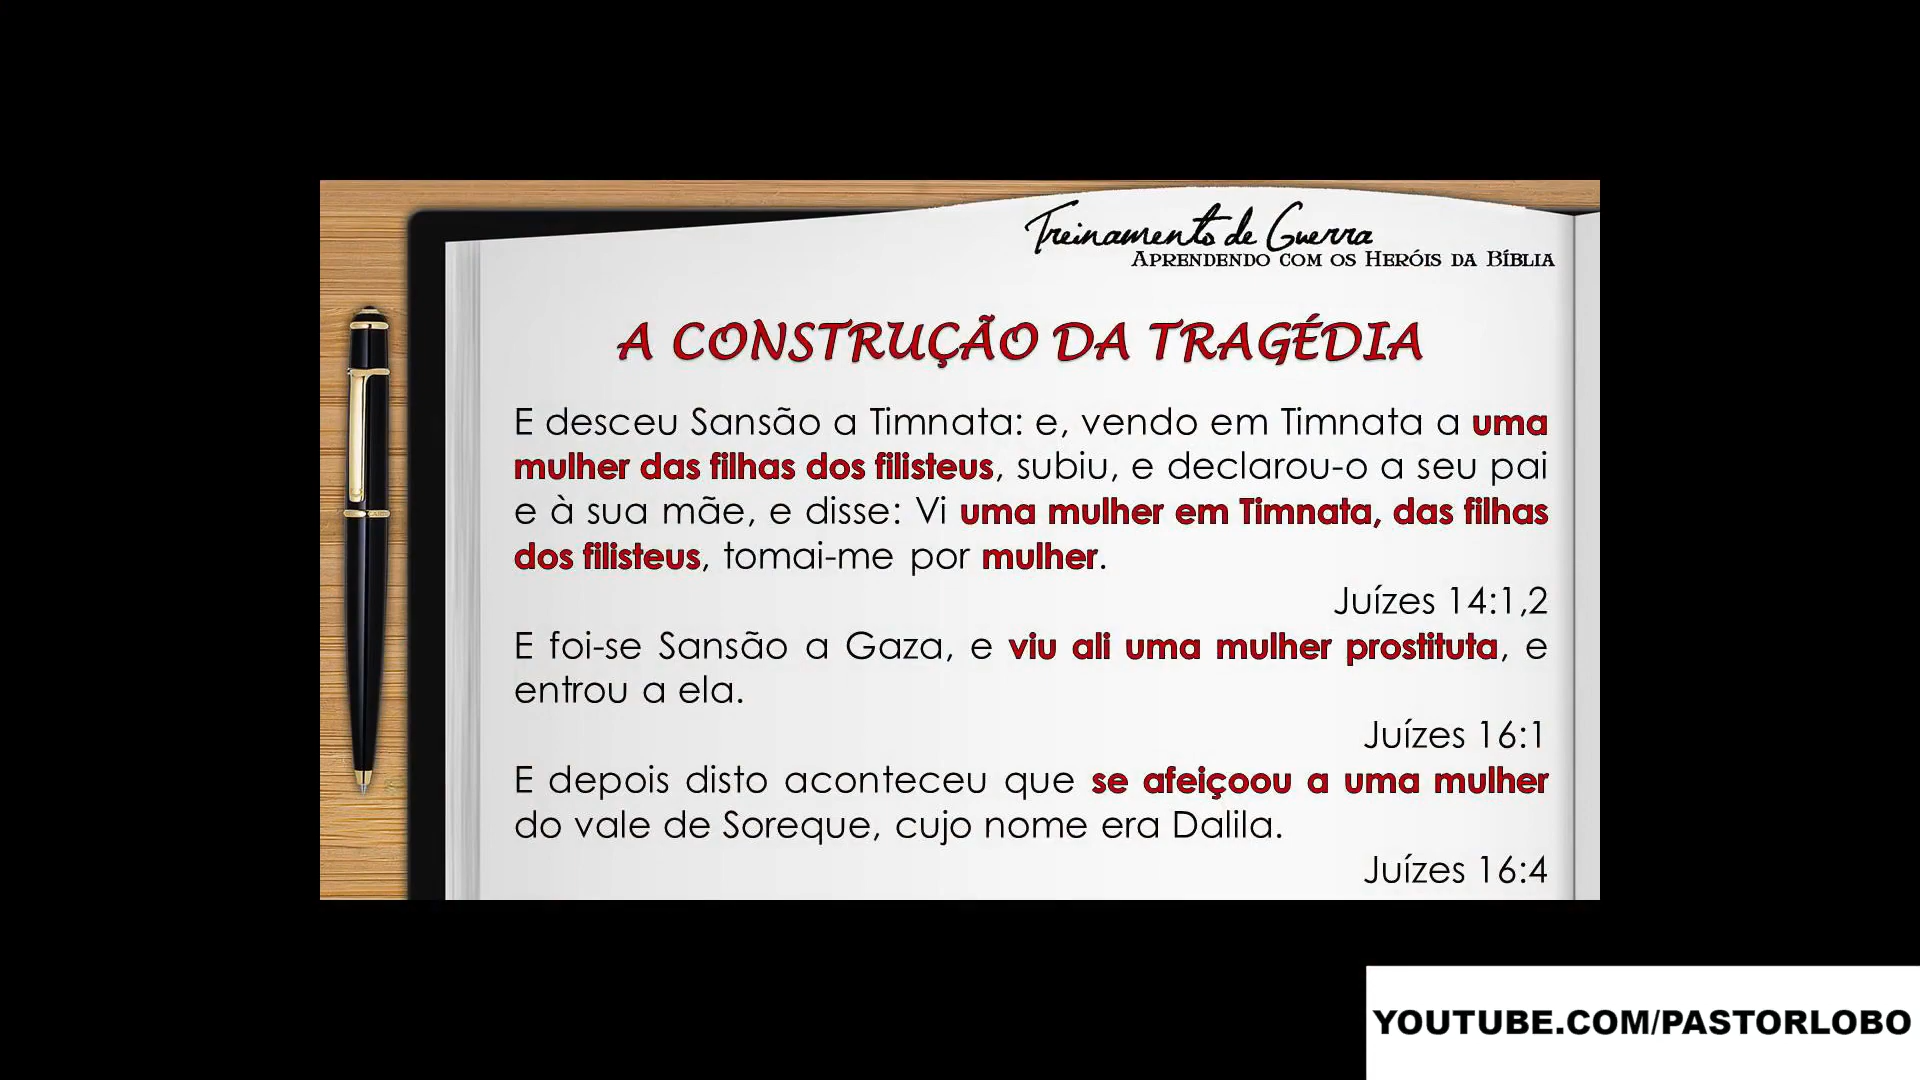 Treinamento de Guerra
Aprendendo com os Heróis da Bíblia
A CONSTRUÇÃO DA TRAGÉDIA
E desceu Sansão a Timnata: e, vendo em Timnata a uma
mulher das filhas dos filisteus, subiu, e declarou-o a seu pai
e à sua mãe, e disse: Vi uma mulher em Timnata, das filhas
dos filisteus, tomai-me por mulher.
Juízes 14:1,2
E foi-se Sansão a Gaza, e viu ali uma mulher prostituta, e
entrou a ela.
Juízes 16:1
E depois disto aconteceu que se afeiçoou a uma mulher
do vale de Soreque, cujo nome era Dalila.
Juízes 16:4
YOUTUBE.COM/PASTORLOBO